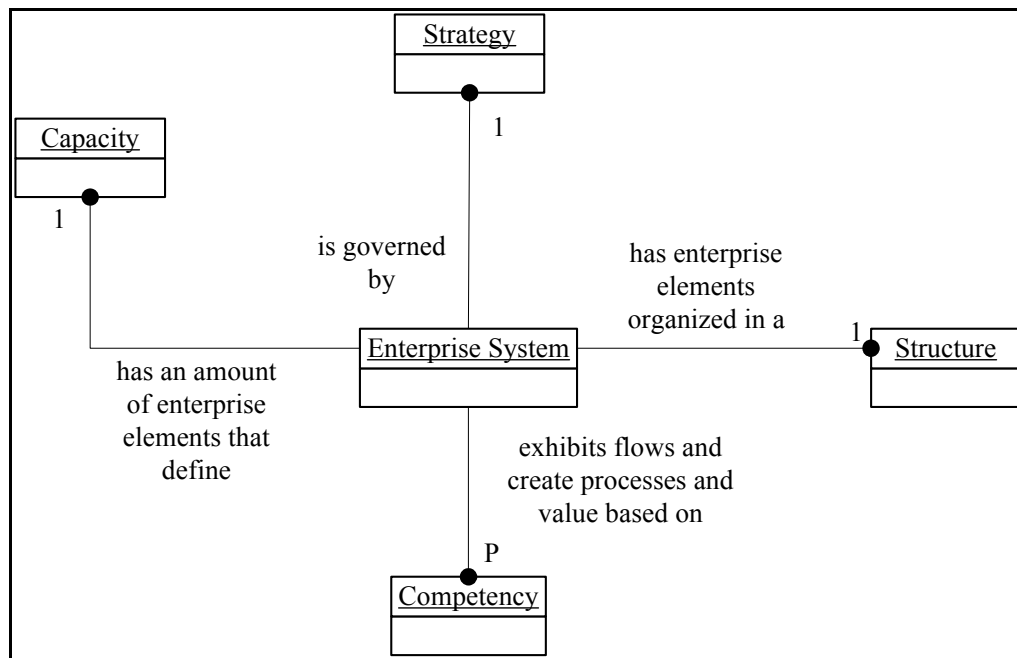 Strategy
1
Capacity
1
is governed
by
has enterprise
elements
organized in a
1
Enterprise System
Structure
has an amount
of enterprise
elements that
define
exhibits flows and
create processes and
value based on
P
Competency